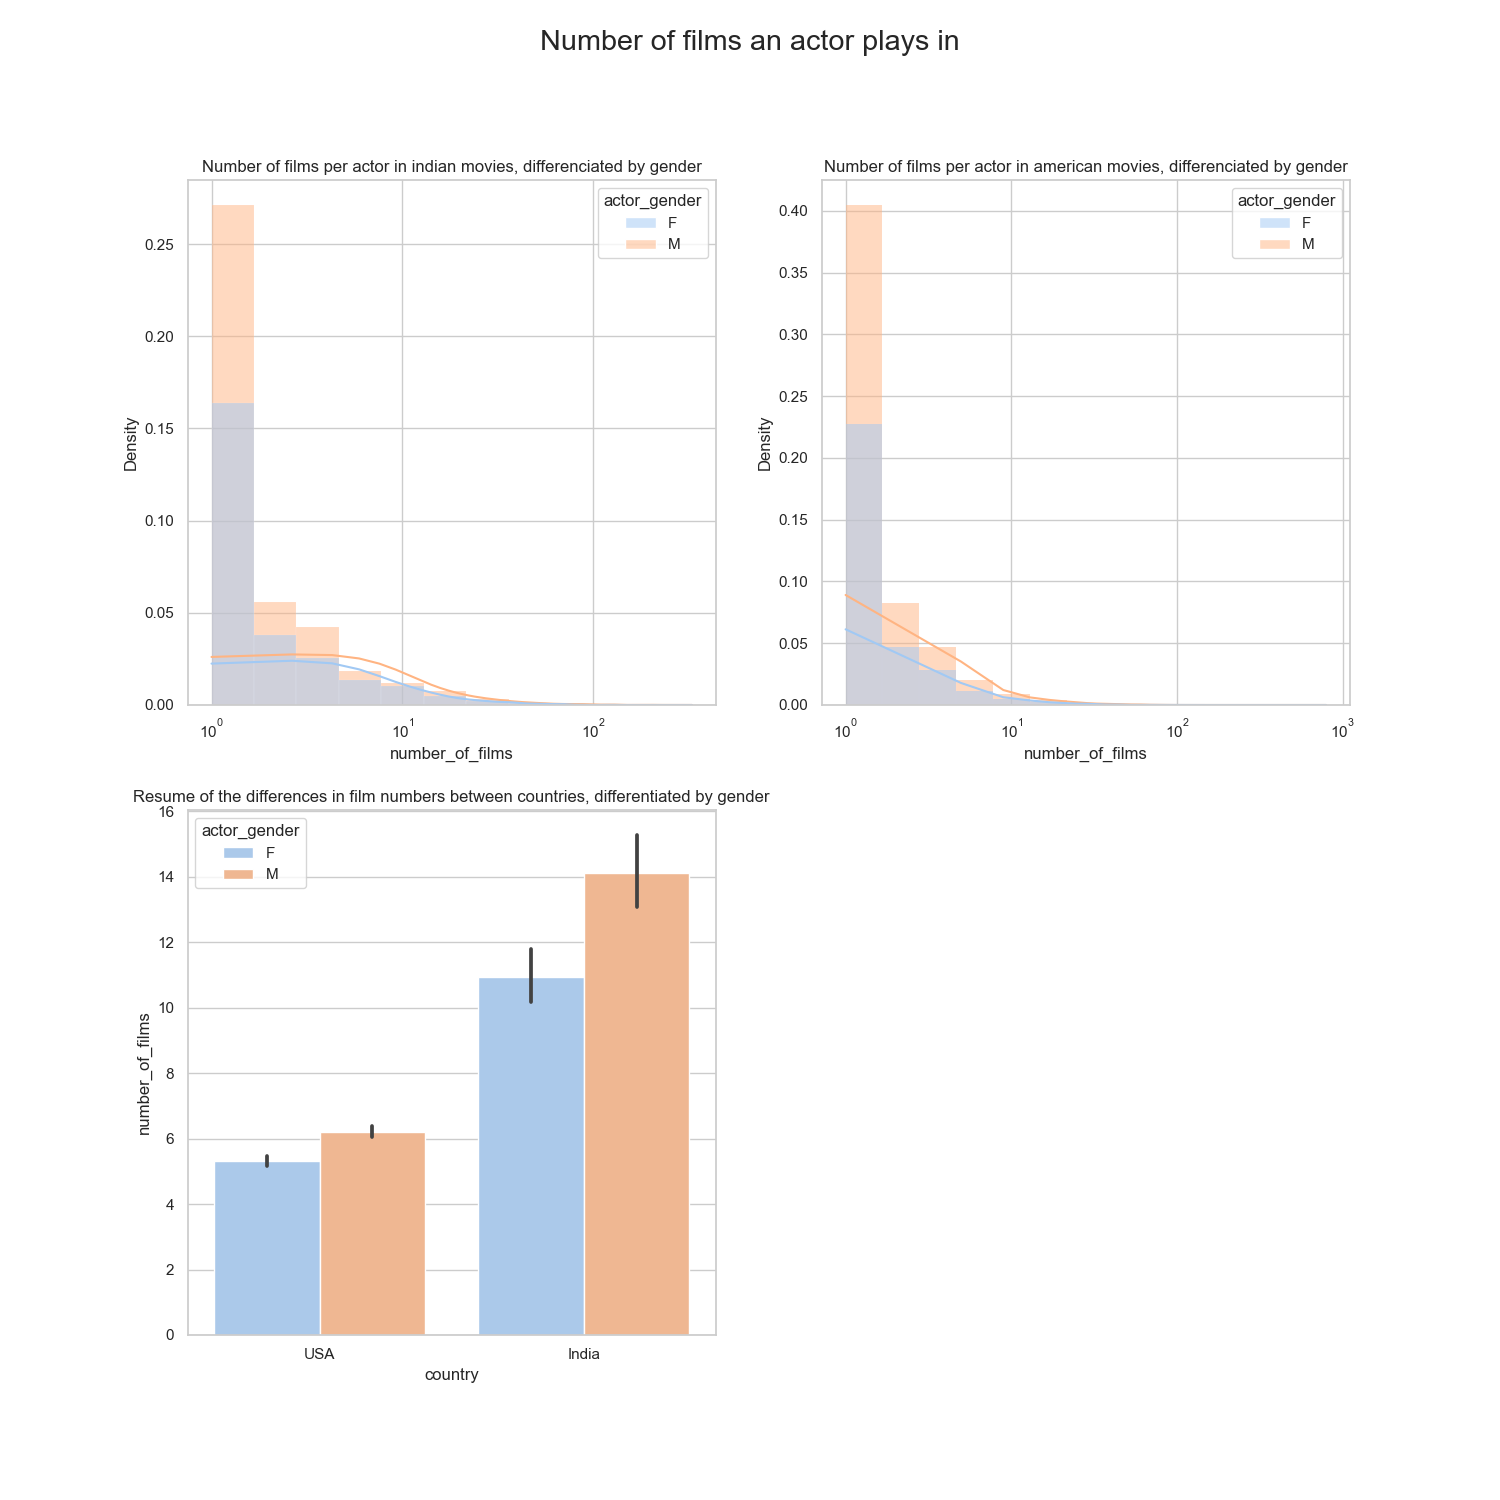 Number of films an actor plays in
Number of films per actor in indian movies, differenciated by gender
actor_gender
F
M
0.25
0.20
0.15
0.10
0.05
0.00
Density
10^0
10^1
10^2
number_of_films
Number of films per actor in american movies, differenciated by gender
actor_gender
F
M
0.40
0.35
0.30
0.25
0.20
0.15
0.10
0.05
0.00
Density
10^0
10^1
10^2
10^3
number_of_films
Resume of the differences in film numbers between countries, differentiated by gender
actor_gender
F
M
16
14
12
10
8
6
4
2
0
number_of_films
USA
India
country